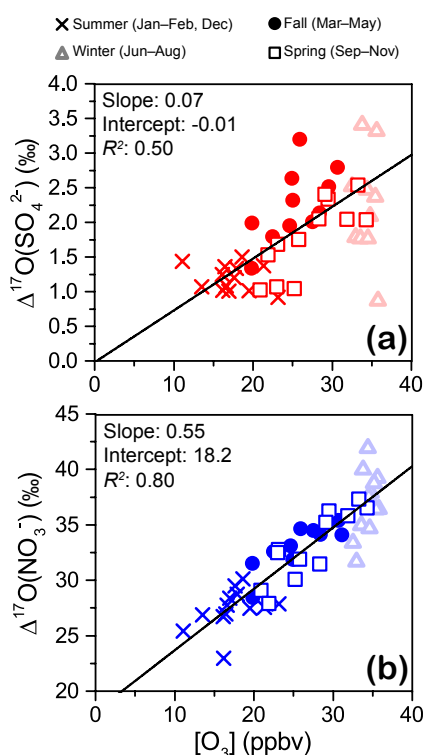 Summer (Jan–Feb, Dec) Fall (Mar–May)
Winter (Jun–Aug) Spring (Sep–Nov)
4.0
3.5
3.0
2.5
2.0
1.5
1.0
0.5
0.0
Δ¹⁷O(SO₄²⁻) (‰)
Slope: 0.07
Intercept: -0.01
R²: 0.50
(a)
0 10 20 30 40
45
40
35
30
25
20
Δ¹⁷O(NO₃⁻) (‰)
Slope: 0.55
Intercept: 18.2
R²: 0.80
(b)
0 10 20 30 40
[O₃] (ppbv)